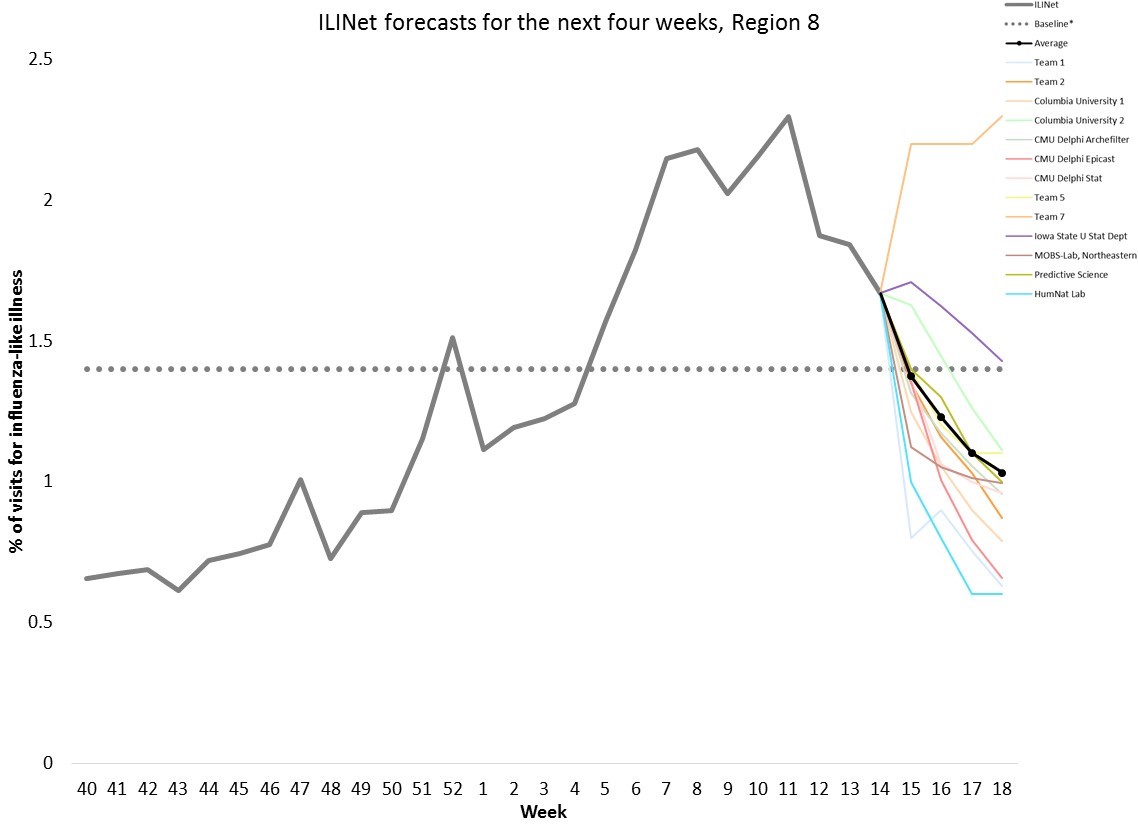 ILINet forecasts for the next four weeks, Region 8
ILINet
Baseline*
Average
Team 1
Team 2
Columbia University 1
Columbia University 2
CMU Delphi Archefilter
CMU Delphi Epicast
CMU Delphi Stat
Team 5
Team 7
Iowa State U Stat Dept
MOBS-Lab, Northeastern
Predictive Science
HumNat Lab
% of visits for influenza-like illness
2.5
2
1.5
1
0.5
0
40 41 42 43 44 45 46 47 48 49 50 51 52 1 2 3 4 5 6 7 8 9 10 11 12 13 14 15 16 17 18
Week